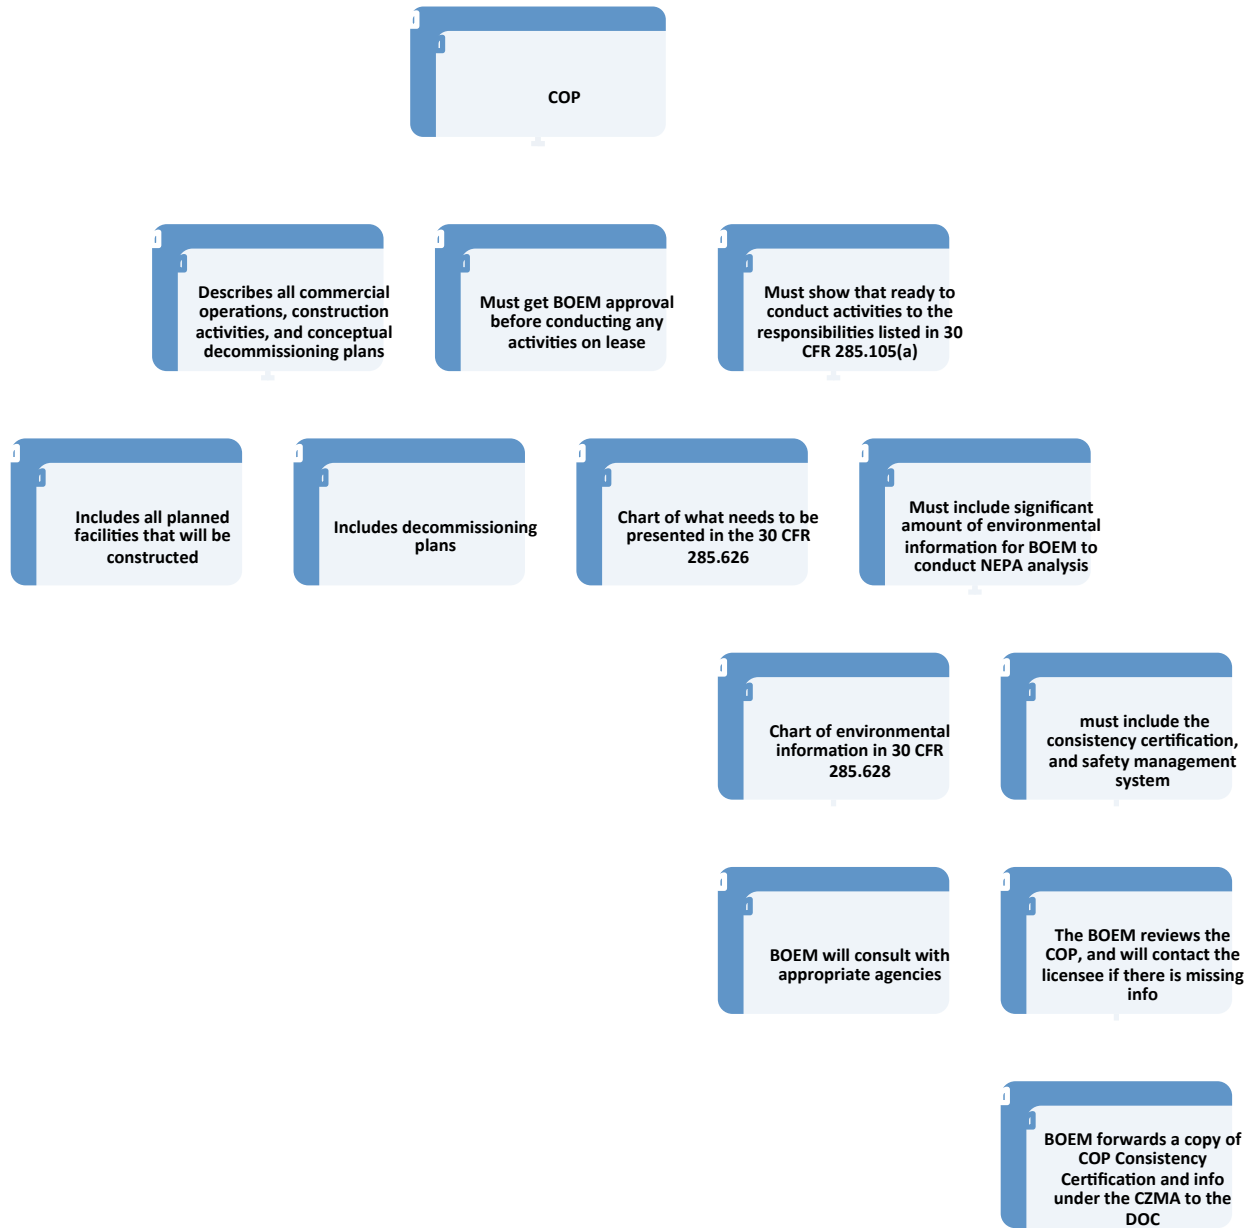 COP
Describes all commercial
operations, construction
activities, and conceptual
decommissioning plans
Must get BOEM approval
before conducting any
activities on lease
Must show that ready to
conduct activities to the
responsibilities listed in 30
CFR 285.105(a)
Includes all planned
facilities that will be
constructed
Includes decommissioning
plans
Chart of what needs to be
presented in the 30 CFR
285.626
Must include significant
amount of environmental
information for BOEM to
conduct NEPA analysis
Chart of environmental
information in 30 CFR
285.628
must include the
consistency certification,
and safety management
system
BOEM will consult with
appropriate agencies
The BOEM reviews the
COP, and will contact the
licensee if there is missing
info
BOEM forwards a copy of
COP Consistency
Certification and info
under the CZMA to the
DOC